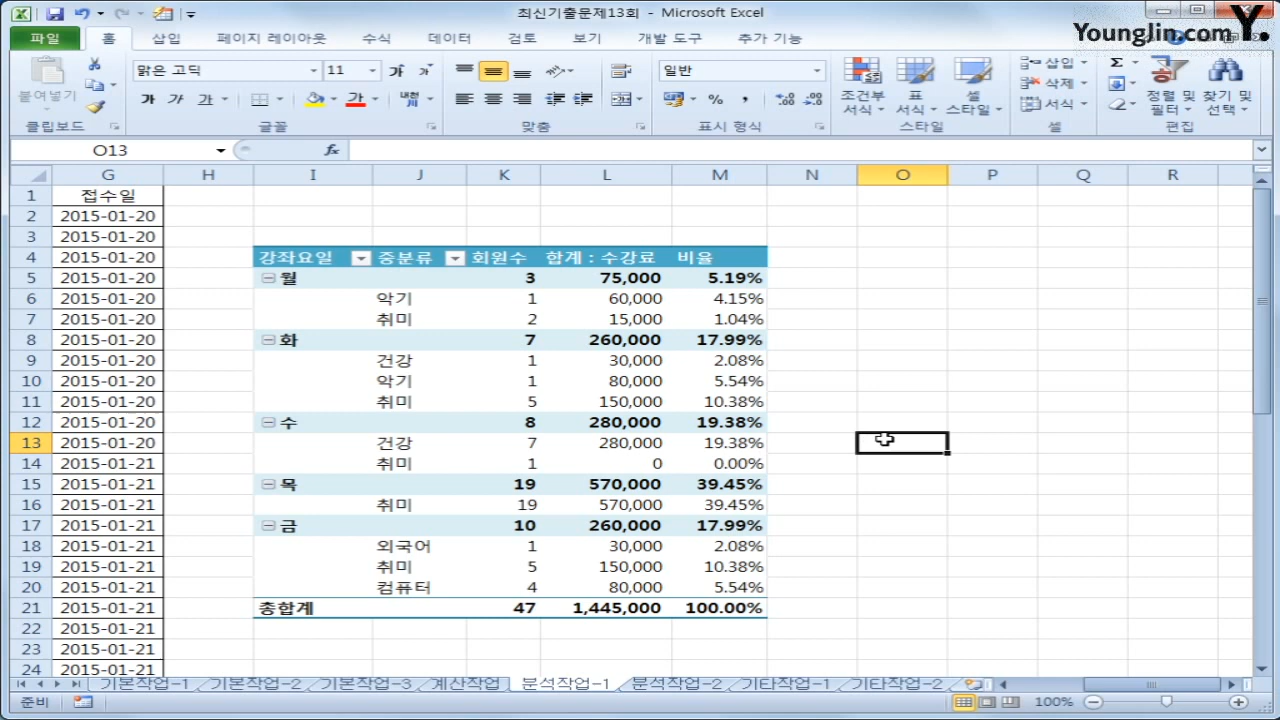 최신기출문제13회 - Microsoft Excel
YoungJin.com Y.
파일 홈 삽입 페이지 레이아웃 수식 데이터 검토 보기 개발 도구 추가 기능
붙여넣기
클립보드
맑은 고딕 11
가 가 가 가 내천
글꼴
맞춤
일반
% ,
표시 형식
조건부 서식 표 서식 셀 스타일
스타일
삽입
삭제
서식
셀
Σ
정렬 및 필터 찾기 및 선택
편집
O13 fx
G H I J K L M N O P Q R
1 접수일
2 2015-01-20
3 2015-01-20
4 2015-01-20 강좌요일 중분류 회원수 합계 : 수강료 비율
5 2015-01-20 월 3 75,000 5.19%
6 2015-01-20 악기 1 60,000 4.15%
7 2015-01-20 취미 2 15,000 1.04%
8 2015-01-20 화 7 260,000 17.99%
9 2015-01-20 건강 1 30,000 2.08%
10 2015-01-20 악기 1 80,000 5.54%
11 2015-01-20 취미 5 150,000 10.38%
12 2015-01-20 수 8 280,000 19.38%
13 2015-01-20 건강 7 280,000 19.38%
14 2015-01-21 취미 1 0 0.00%
15 2015-01-21 목 19 570,000 39.45%
16 2015-01-21 취미 19 570,000 39.45%
17 2015-01-21 금 10 260,000 17.99%
18 2015-01-21 외국어 1 30,000 2.08%
19 2015-01-21 취미 5 150,000 10.38%
20 2015-01-21 컴퓨터 4 80,000 5.54%
21 2015-01-21 총합계 47 1,445,000 100.00%
22 2015-01-21
23 2015-01-21
24 2015-01-21
기본작업-1 기본작업-2 기본작업-3 계산작업 분석작업-1 분석작업-2 기타작업-1 기타작업-2
준비 100%